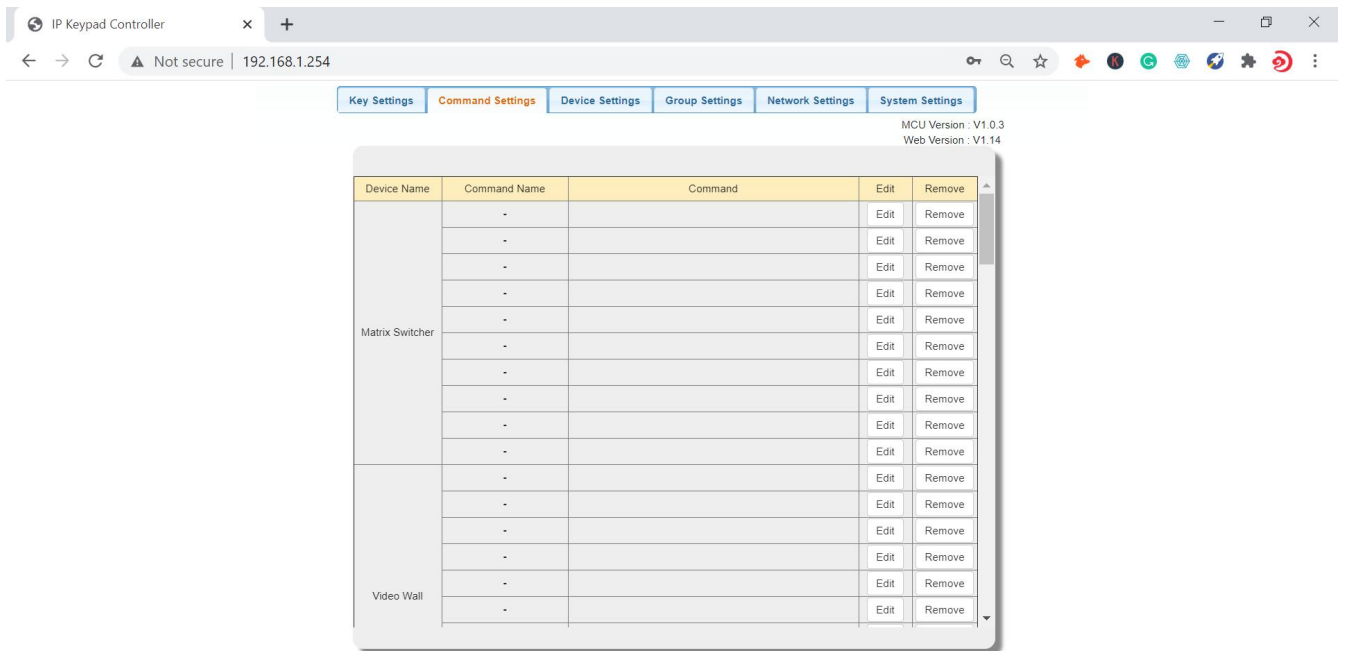 IP Keypad Controller
Not secure | 192.168.1.254
Key Settings Command Settings Device Settings Group Settings Network Settings System Settings
MCU Version : V1.0.3
Web Version : V1.14
Device Name Command Name Command Edit Remove
- Edit Remove
- Edit Remove
- Edit Remove
- Edit Remove
- Edit Remove
Matrix Switcher
- Edit Remove
- Edit Remove
- Edit Remove
- Edit Remove
- Edit Remove
- Edit Remove
- Edit Remove
- Edit Remove
- Edit Remove
- Edit Remove
Video Wall
- Edit Remove